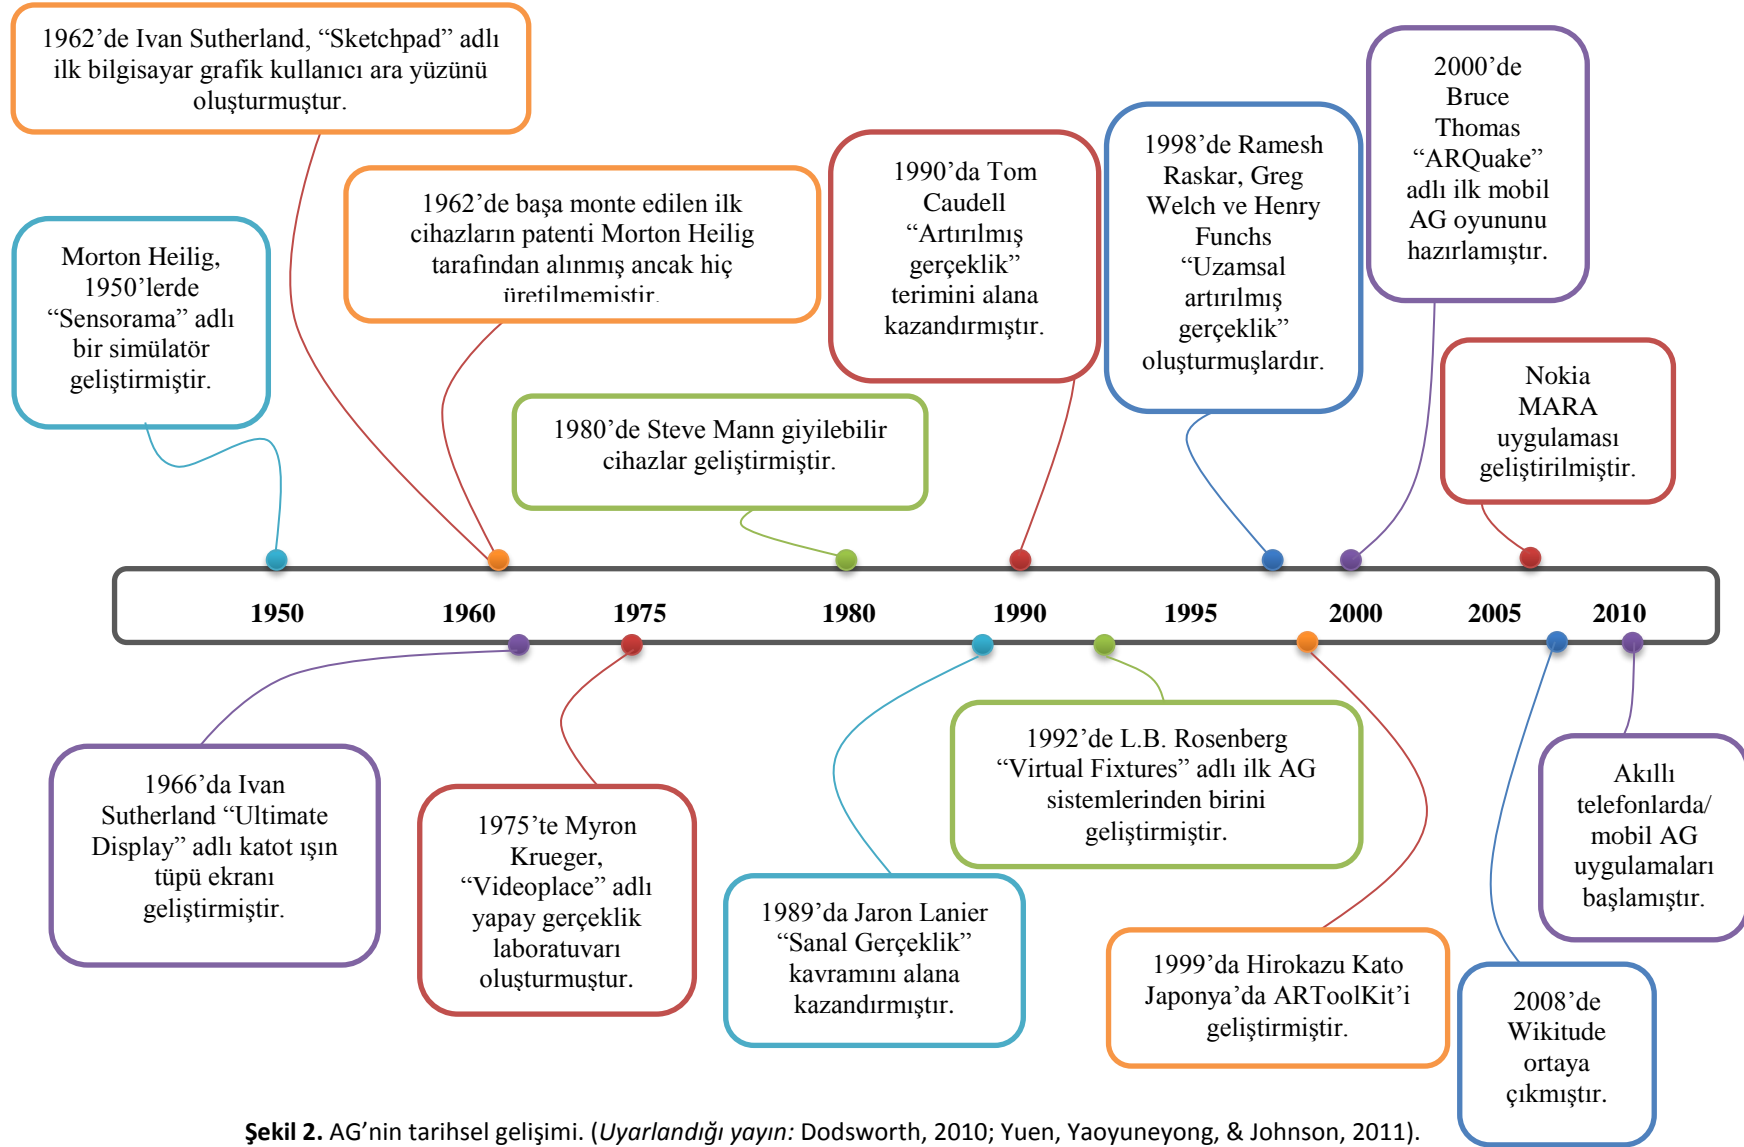 1962’de Ivan Sutherland, “Sketchpad” adlı
ilk bilgisayar grafik kullanıcı ara yüzünü
oluşturmuştur.
Morton Heilig,
1950’lerde
“Sensorama” adlı
bir simülatör
geliştirmiştir.
1962’de başa monte edilen ilk
cihazların patenti Morton Heilig
tarafından alınmış ancak hiç
üretilmemiştir.
1980’de Steve Mann giyilebilir
cihazlar geliştirmiştir.
1990’da Tom
Caudell
“Artırılmış
gerçeklik”
terimini alana
kazandırmıştır.
1998’de Ramesh
Raskar, Greg
Welch ve Henry
Funchs
“Uzamsal
artırılmış
gerçeklik”
oluşturmuşlardır.
2000’de
Bruce
Thomas
“ARQuake”
adlı ilk mobil
AG oyununu
hazırlamıştır.
Nokia
MARA
uygulaması
geliştirilmiştir.
1950 1960 1975 1980 1990 1995 2000 2005 2010
1966’da Ivan
Sutherland “Ultimate
Display” adlı katot ışın
tüpü ekranı
geliştirmiştir.
1975’te Myron
Krueger,
“Videoplace” adlı
yapay gerçeklik
laboratuvarı
oluşturmuştur.
1989’da Jaron Lanier
“Sanal Gerçeklik”
kavramını alana
kazandırmıştır.
1992’de L.B. Rosenberg
“Virtual Fixtures” adlı ilk AG
sistemlerinden birini
geliştirmiştir.
1999’da Hirokazu Kato
Japonya’da ARToolKit’i
geliştirmiştir.
2008’de
Wikitude
ortaya
çıkmıştır.
Akıllı
telefonlarda/
mobil AG
uygulamaları
başlamıştır.
Şekil 2. AG’nin tarihsel gelişimi. (Uyarlandığı yayın: Dodsworth, 2010; Yuen, Yaoyuneyong, & Johnson, 2011).